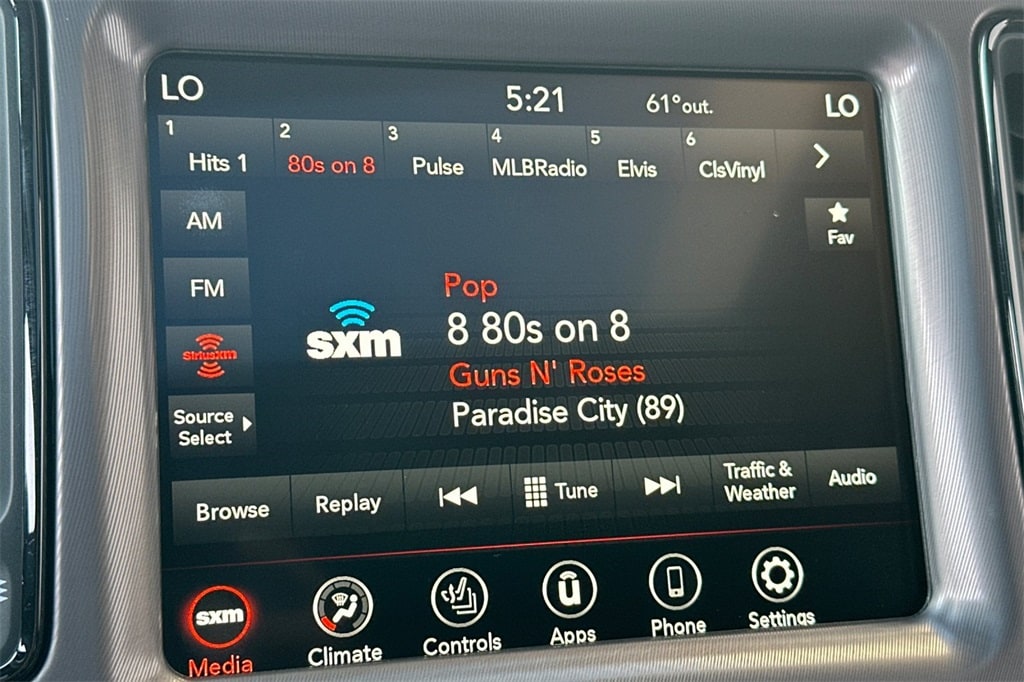 LO 5:21 61°out. LO
1 2 3 4 5 6
Hits 1 80s on 8 Pulse MLBRadio Elvis ClsVinyl
AM
Fav
FM
Pop
sxm 8 80s on 8
SiriusXM
Guns N' Roses
Paradise City (89)
Source
Select
Browse Replay Tune Traffic & Audio
Weather
sxm
Media Climate Controls Apps Phone Settings